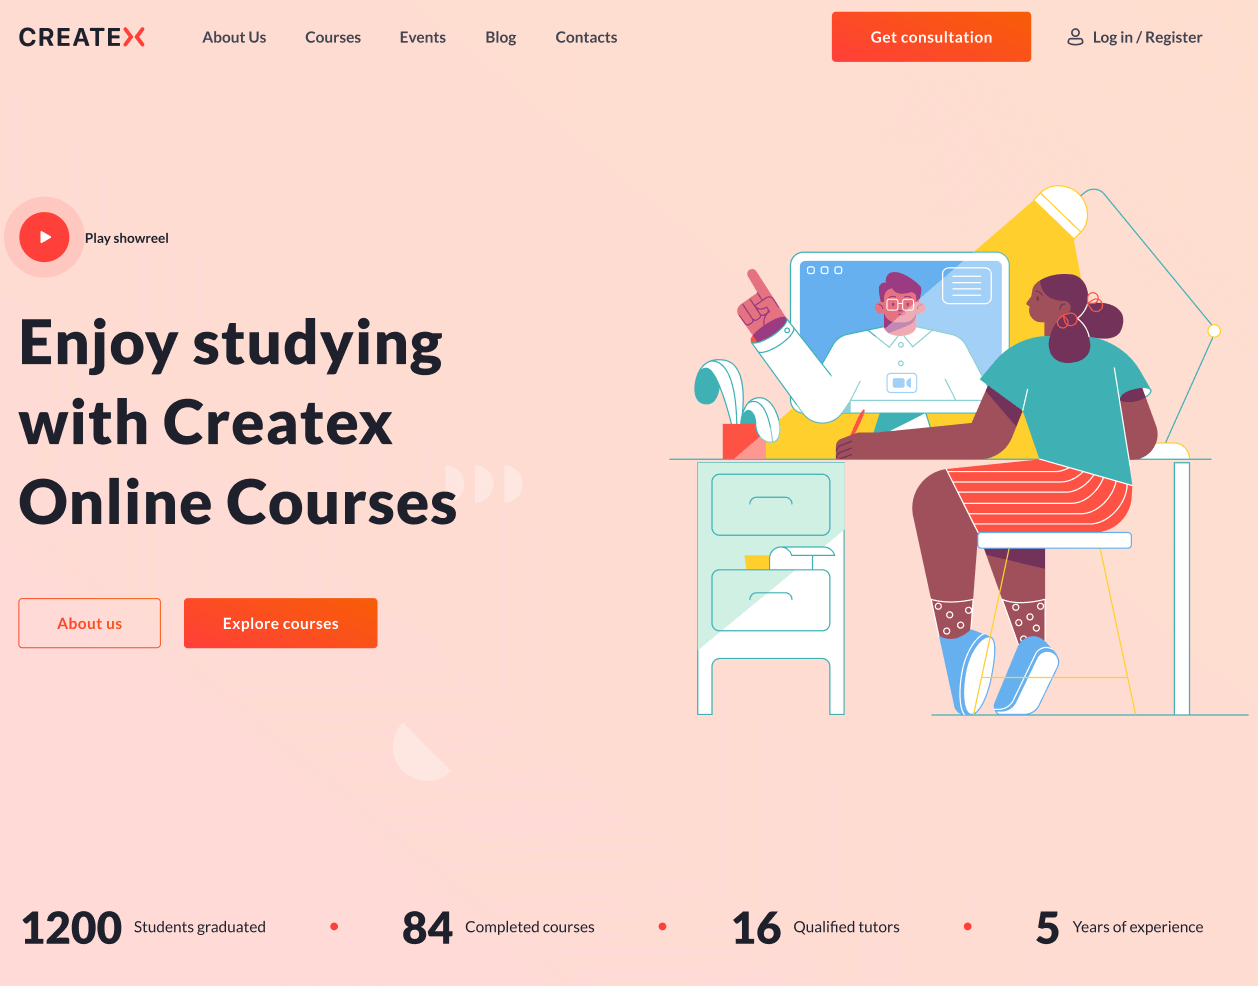 CREATEX
About Us
Courses
Events
Blog
Contacts
Get consultation
Log in / Register
Play showreel
Enjoy studying
with Createx
Online Courses
About us
Explore courses
1200 Students graduated
84 Completed courses
16 Qualified tutors
5 Years of experience